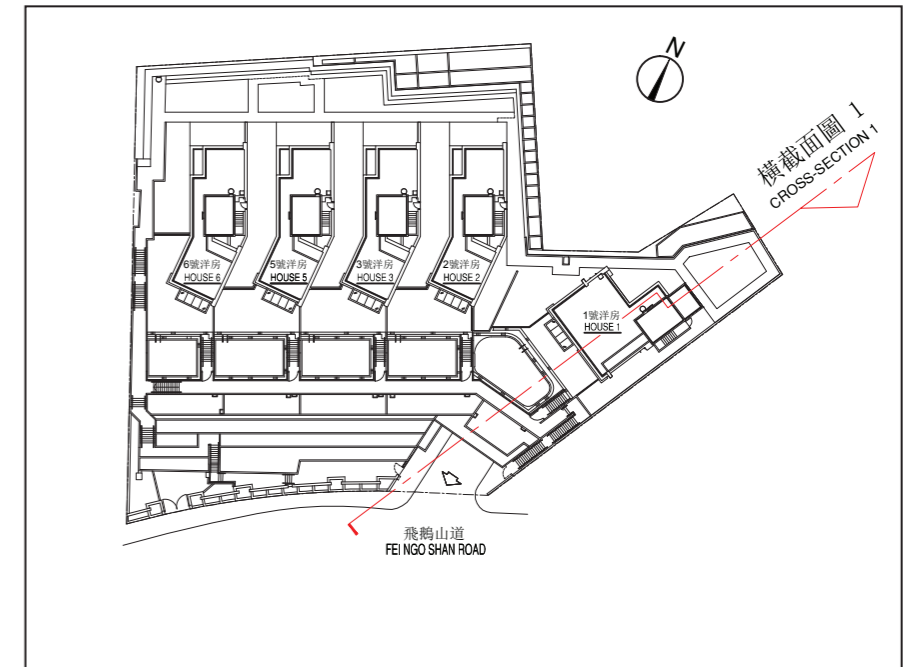 N
橫截面圖 1
CROSS-SECTION 1
6號洋房
HOUSE 6
5號洋房
HOUSE 5
3號洋房
HOUSE 3
2號洋房
HOUSE 2
1號洋房
HOUSE 1
飛鵝山道
FEI NGO SHAN ROAD